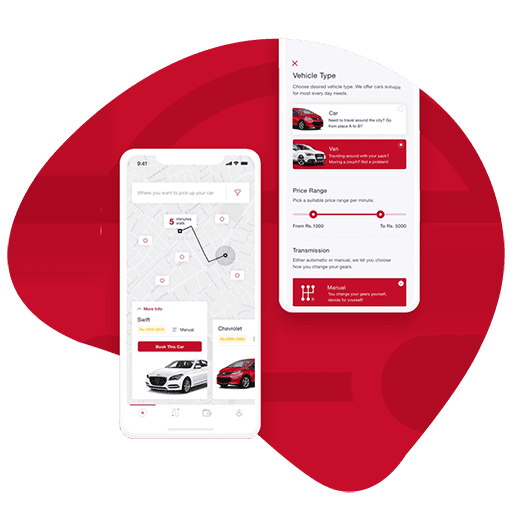 Vehicle Type
Choose desired vehicle type. We offer cars
for most every day needs.
Car
Need to travel around the city? Go
from place A to B?
Van
Travelling around with your pack?
Moving a couch? Not a problem!
Price Range
Pick a suitable price range per minute.
From Rs.1000
To Rs. 5000
Transmission
Either automatic or manual, we let you choose
how you change your gears.
Manual
You change your gears yourself,
decide for yourself!
9:41
Where you want to pick up your car
5 minutes
walk
More Info
Swift
Manual
Book This Car
Chevrolet